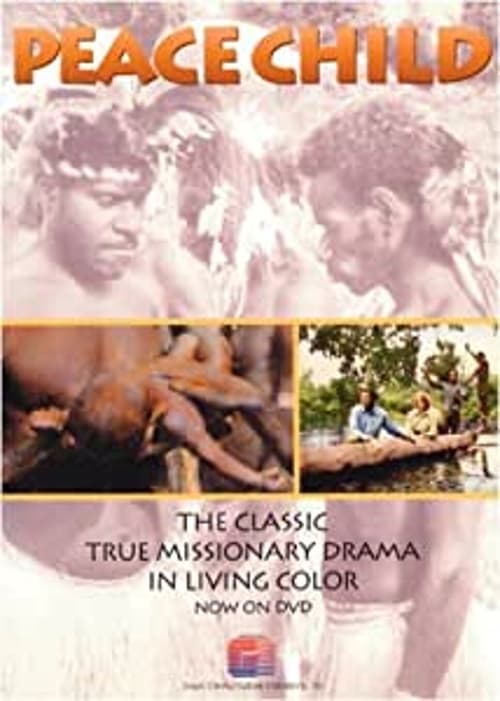 PEACE CHILD
THE CLASSIC
TRUE MISSIONARY DRAMA
IN LIVING COLOR
NOW ON DVD